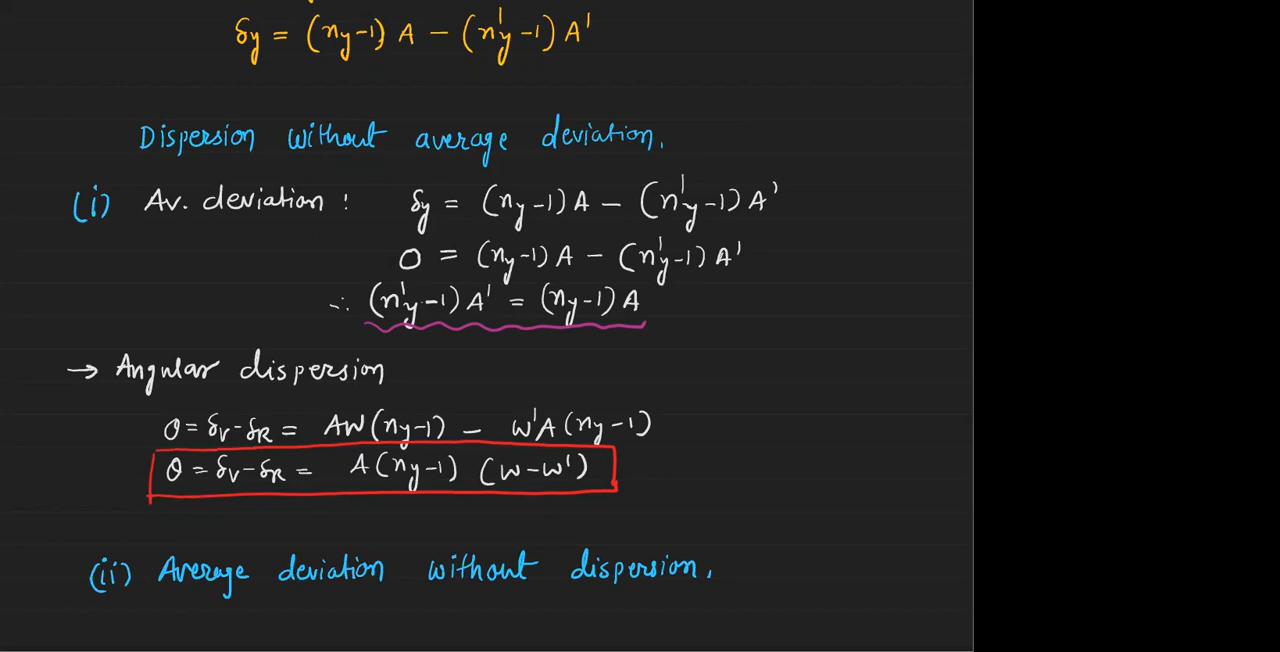 δy = (ny-1) A - (n'y-1) A'
Dispersion without average deviation.
(i) Av. deviation : δy = (ny-1) A - (n'y-1) A'
0 = (ny-1) A - (n'y-1) A'
∴ (n'y-1) A' = (ny-1) A
→ Angular dispersion
θ = δv-δR = AW(ny-1) - W'A(ny-1)
θ = δv-δR = A(ny-1) (W-W')
(ii) Average deviation without dispersion.